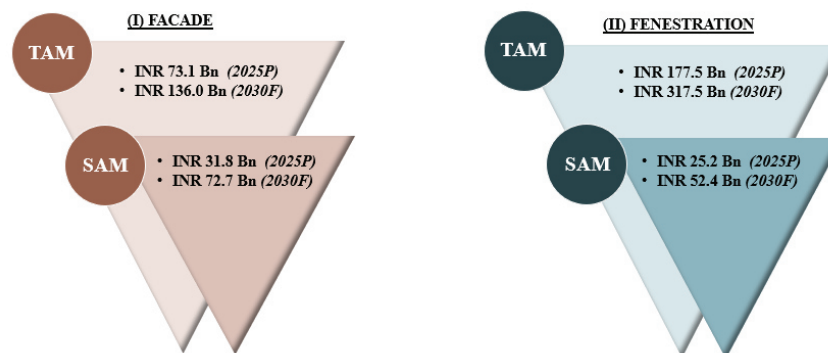 (I) FACADE
TAM
• INR 73.1 Bn (2025P)
• INR 136.0 Bn (2030F)
SAM
• INR 31.8 Bn (2025P)
• INR 72.7 Bn (2030F)
(II) FENESTRATION
TAM
• INR 177.5 Bn (2025P)
• INR 317.5 Bn (2030F)
SAM
• INR 25.2 Bn (2025P)
• INR 52.4 Bn (2030F)